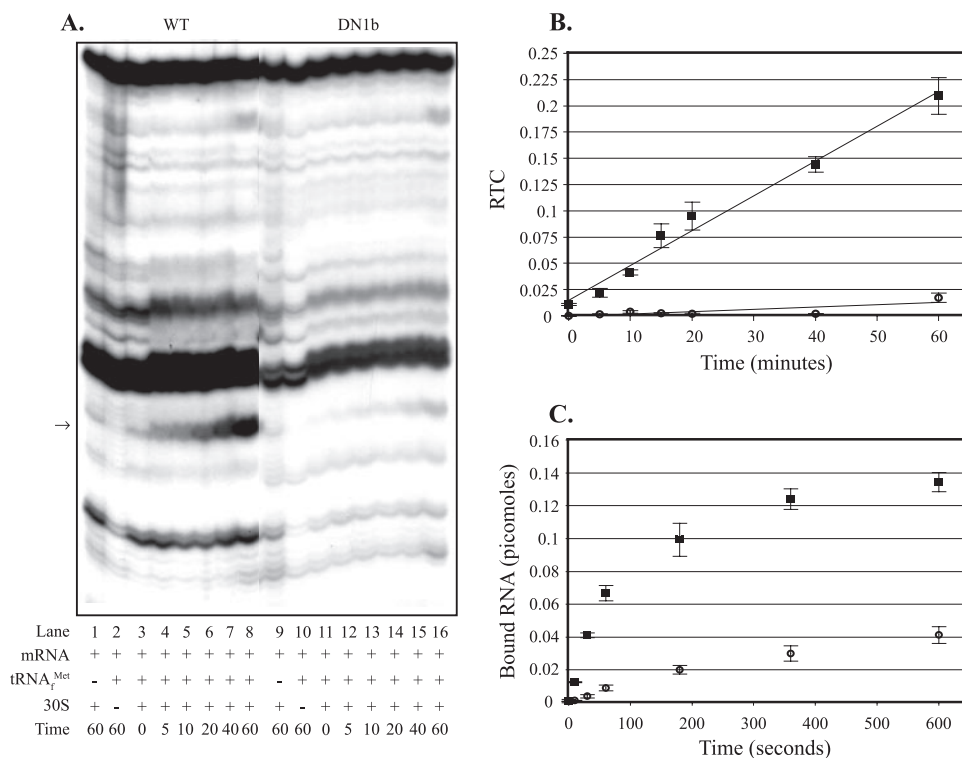 A.
WT
DN1b
→
Lane 1 2 3 4 5 6 7 8 9 10 11 12 13 14 15 16
mRNA + + + + + + + + + + + + + + + +
tRNAfMet - + + + + + + + - + + + + + + +
30S + - + + + + + + + - + + + + + +
Time 60 60 0 5 10 20 40 60 60 60 0 5 10 20 40 60
B.
0.25
0.225
0.2
0.175
0.15
0.125
0.1
0.075
0.05
0.025
0
RTC
0 10 20 30 40 50 60
Time (minutes)
C.
0.16
0.14
0.12
0.1
0.08
0.06
0.04
0.02
0
Bound RNA (picomoles)
0 100 200 300 400 500 600
Time (seconds)